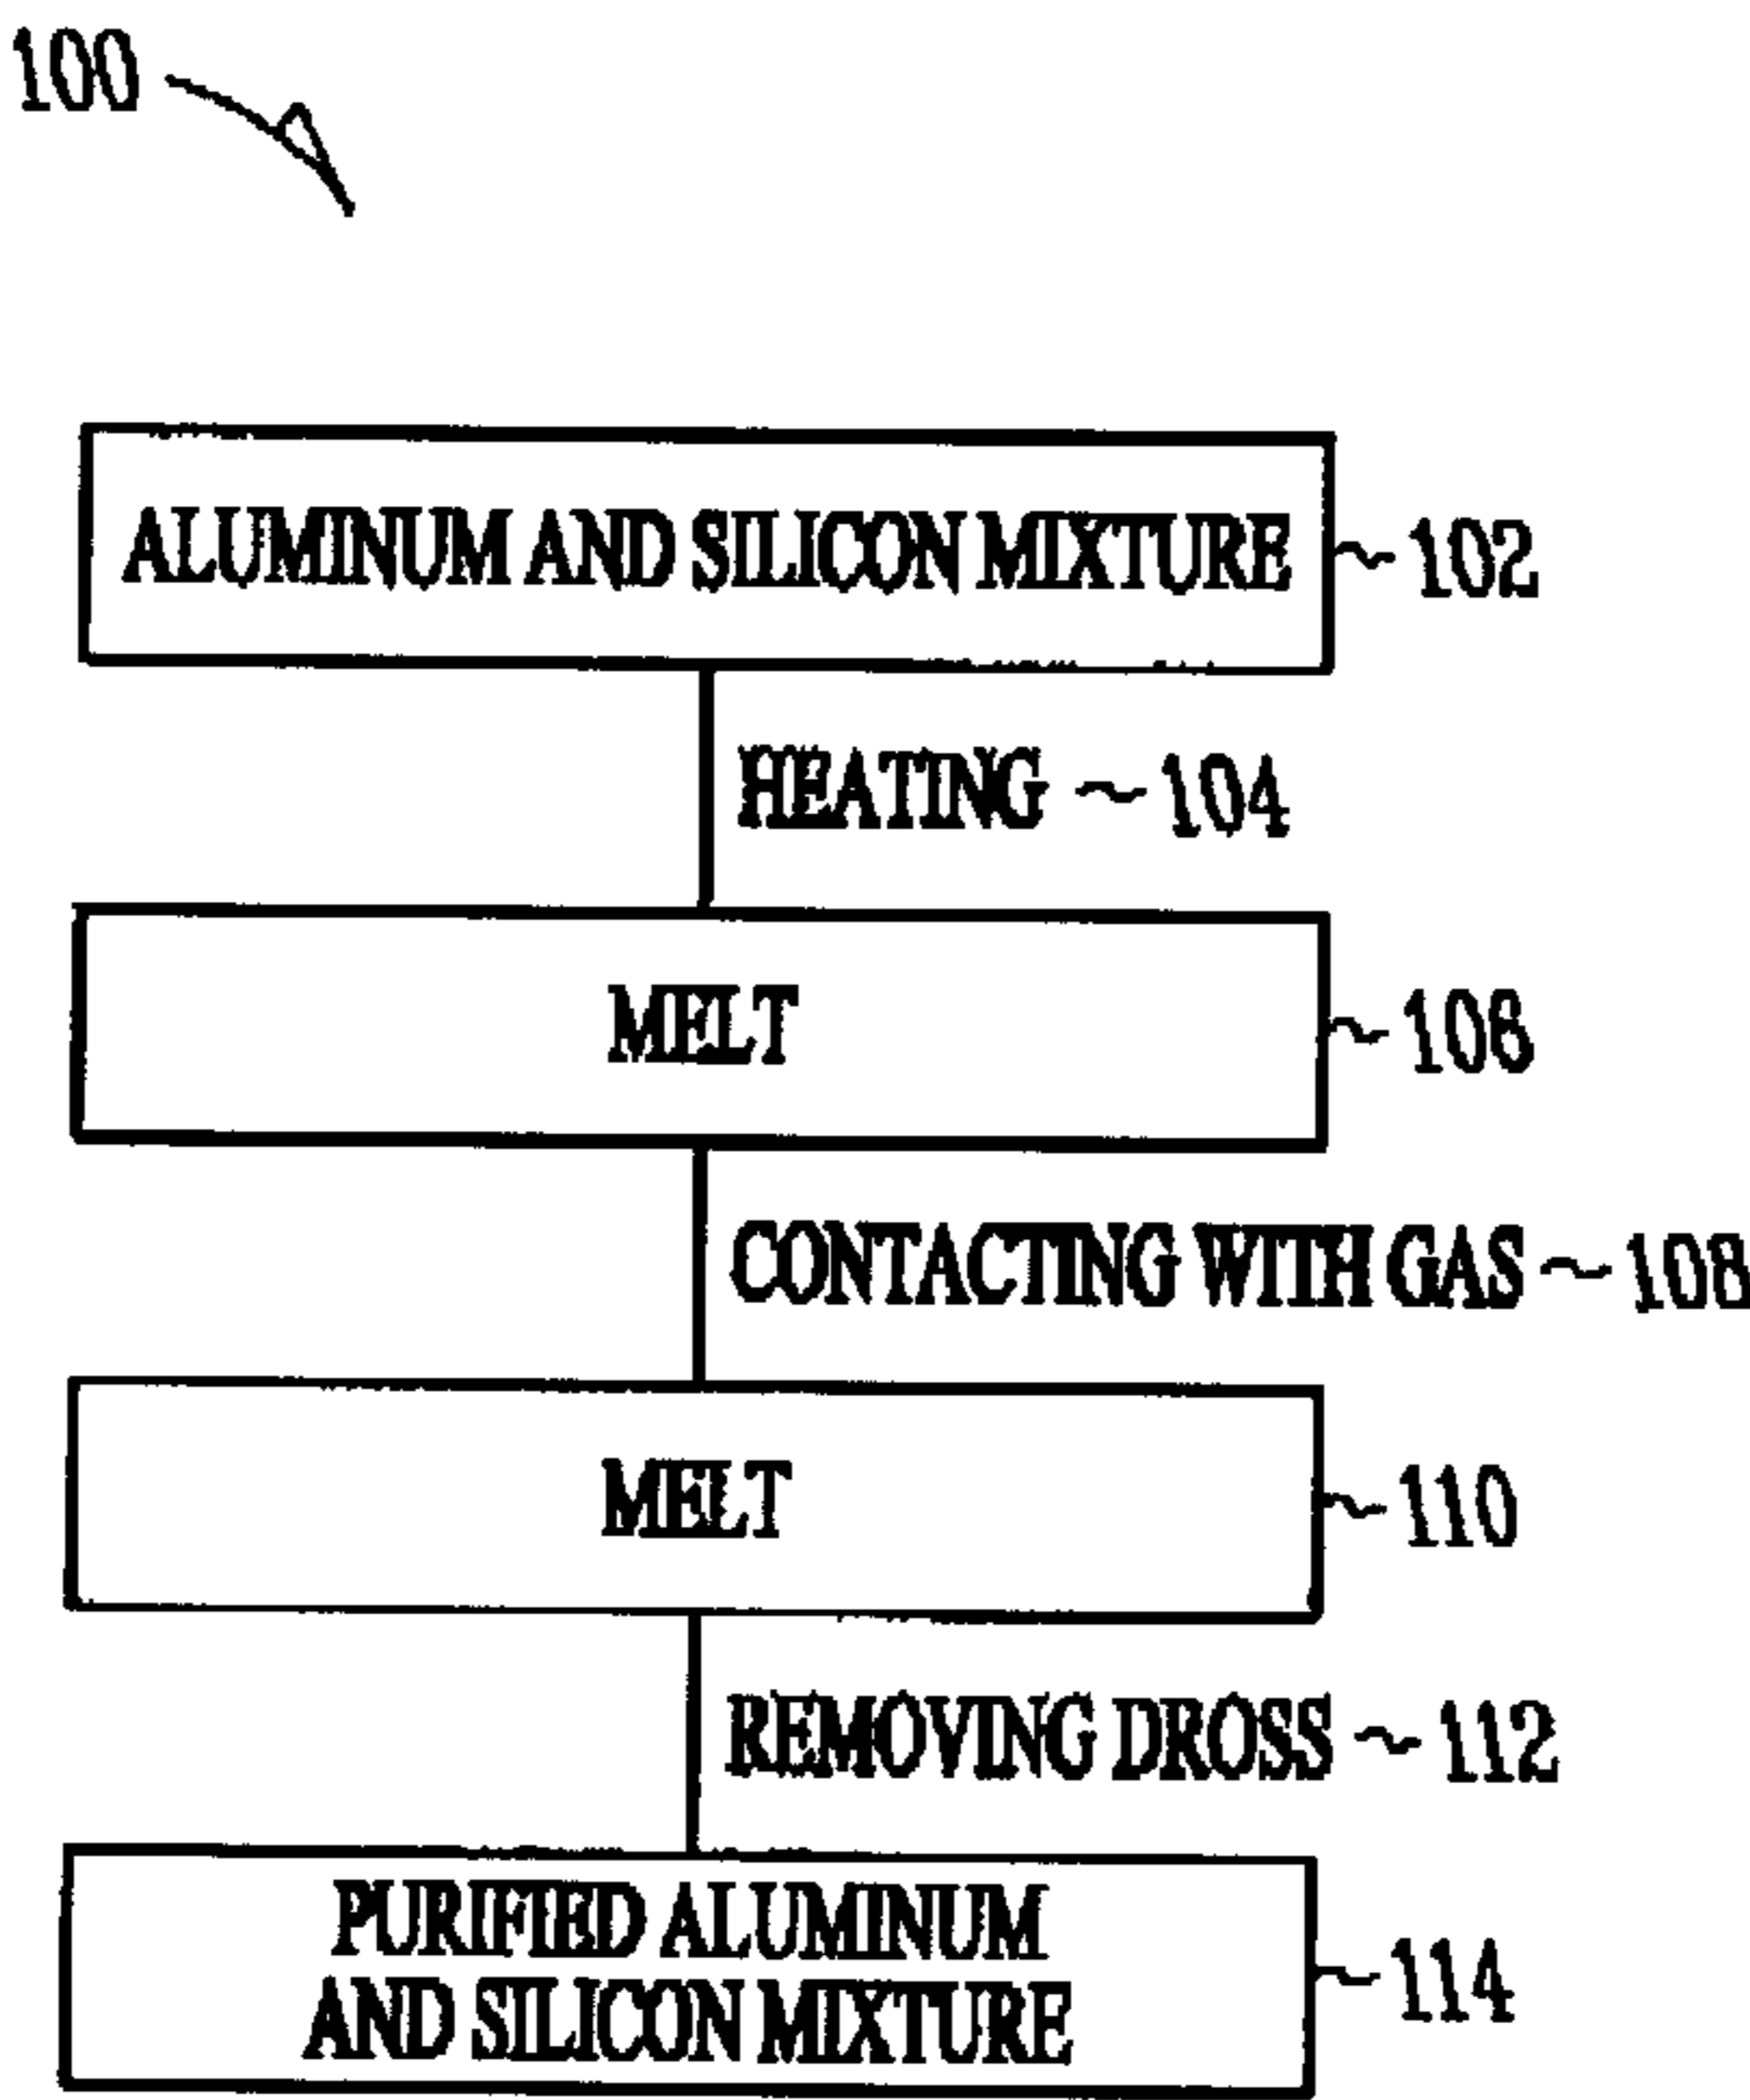 100
ALUMINUM AND SILICON MIXTURE ~ 102
HEATING ~ 104
MELT ~ 106
CONTACTING WITH GAS ~ 108
MELT ~ 110
REMOVING DROSS ~ 112
PURIFIED ALUMINUM
AND SILICON MIXTURE ~ 114